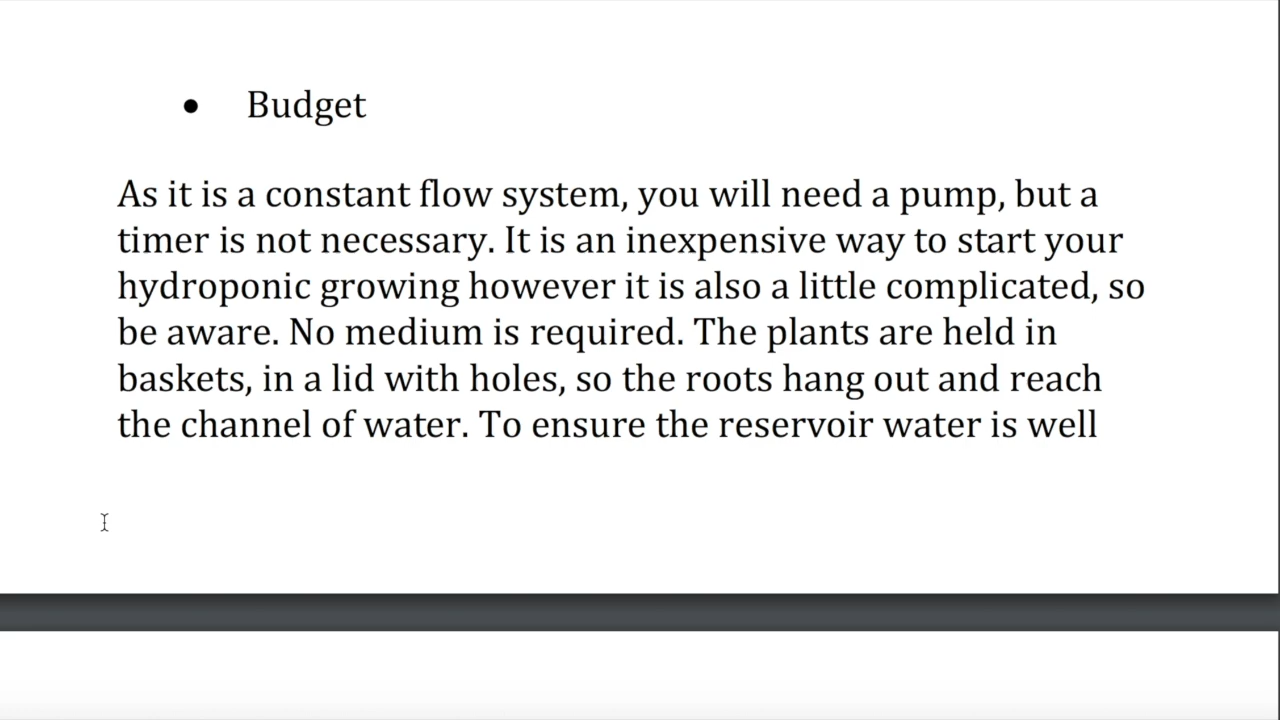 • Budget
As it is a constant flow system, you will need a pump, but a
timer is not necessary. It is an inexpensive way to start your
hydroponic growing however it is also a little complicated, so
be aware. No medium is required. The plants are held in
baskets, in a lid with holes, so the roots hang out and reach
the channel of water. To ensure the reservoir water is well